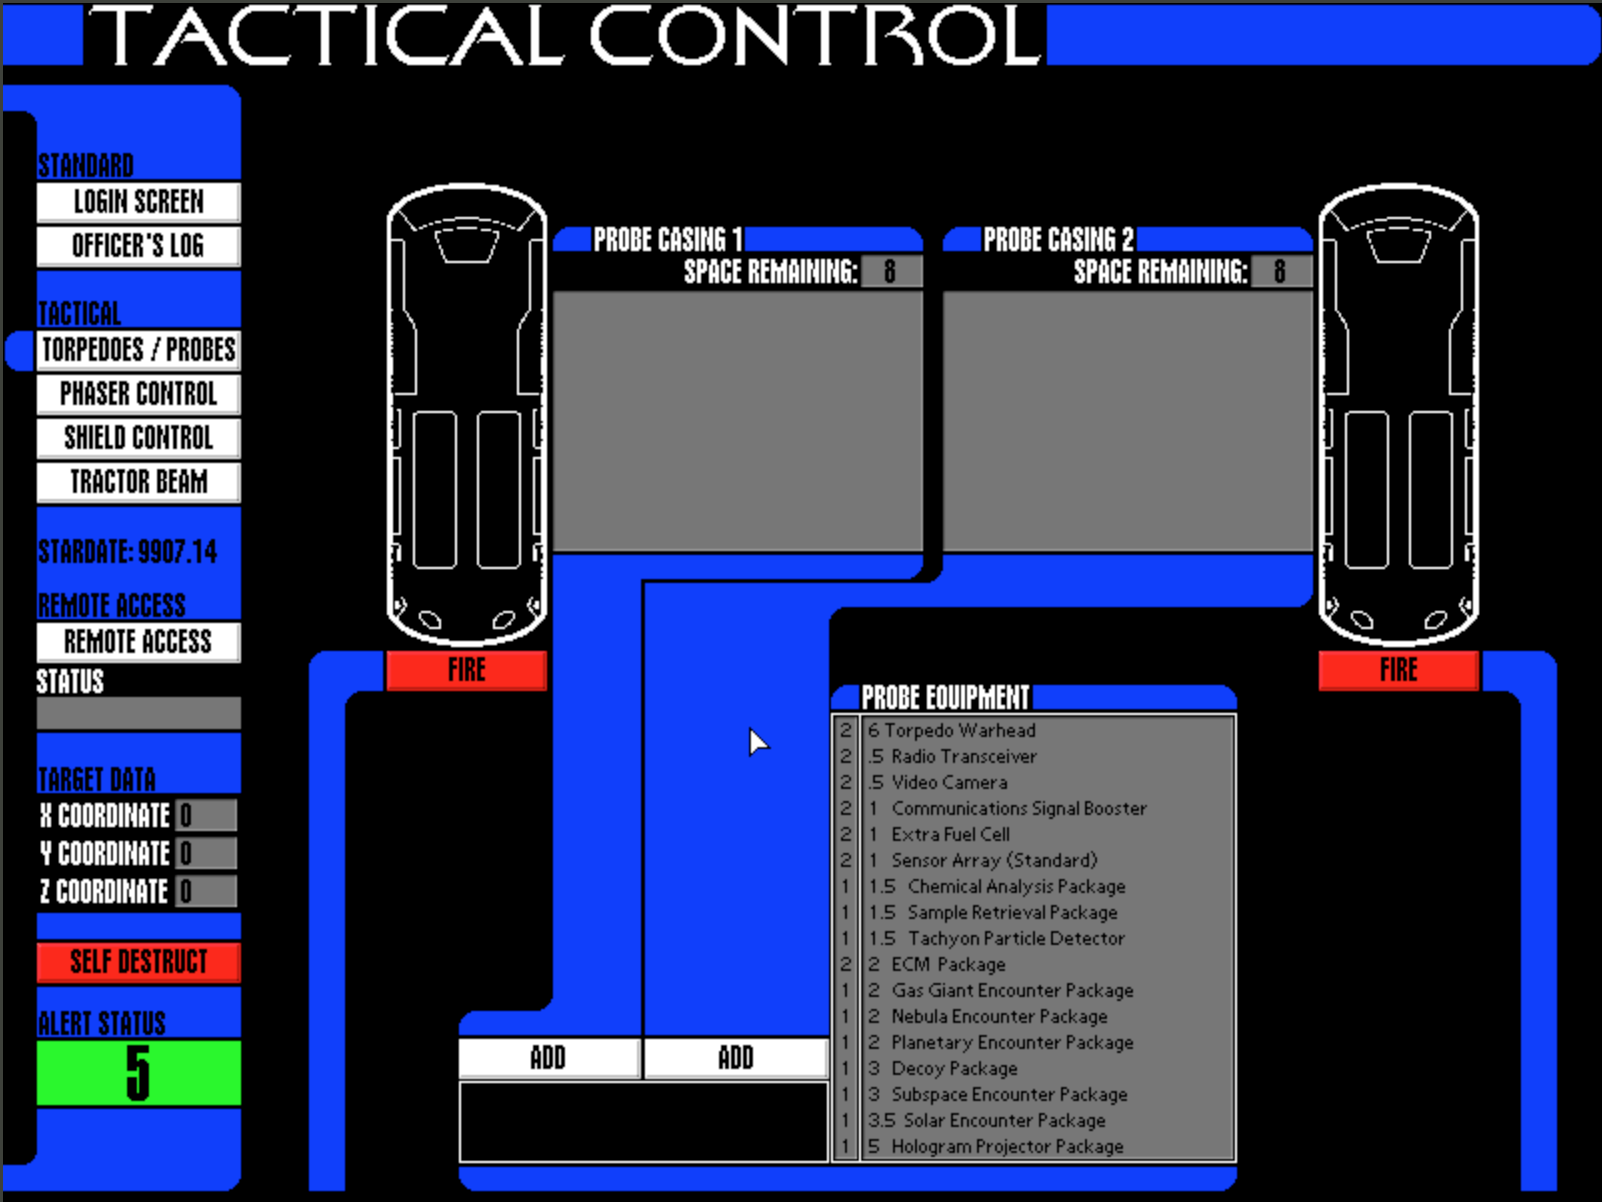 TACTICAL CONTROL
STANDARD
LOGIN SCREEN
OFFICER'S LOG
TACTICAL
TORPEDOES / PROBES
PHASER CONTROL
SHIELD CONTROL
TRACTOR BEAM
STARDATE: 9907.14
REMOTE ACCESS
REMOTE ACCESS
STATUS
TARGET DATA
X COORDINATE 0
Y COORDINATE 0
Z COORDINATE 0
SELF DESTRUCT
ALERT STATUS
5
PROBE CASING 1
SPACE REMAINING: 8
FIRE
PROBE CASING 2
SPACE REMAINING: 8
FIRE
ADD
ADD
PROBE EQUIPMENT
2 6 Torpedo Warhead
2 .5 Radio Transceiver
2 .5 Video Camera
2 1 Communications Signal Booster
2 1 Extra Fuel Cell
2 1 Sensor Array (Standard)
1 1.5 Chemical Analysis Package
1 1.5 Sample Retrieval Package
1 1.5 Tachyon Particle Detector
2 2 ECM Package
1 2 Gas Giant Encounter Package
1 2 Nebula Encounter Package
1 2 Planetary Encounter Package
1 3 Decoy Package
1 3 Subspace Encounter Package
1 3.5 Solar Encounter Package
1 5 Hologram Projector Package